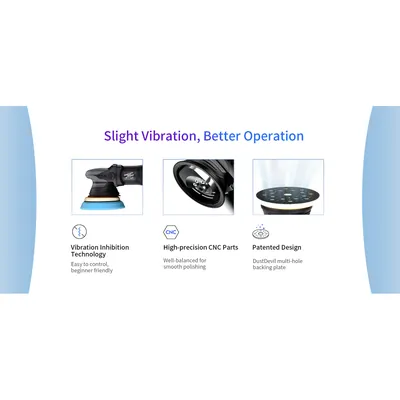 Slight Vibration, Better Operation
CNC
Vibration Inhibition
Technology
Easy to control,
beginner friendly
High-precision CNC Parts
Well-balanced for
smooth polishing
Patented Design
DustDevil multi-hole
backing plate